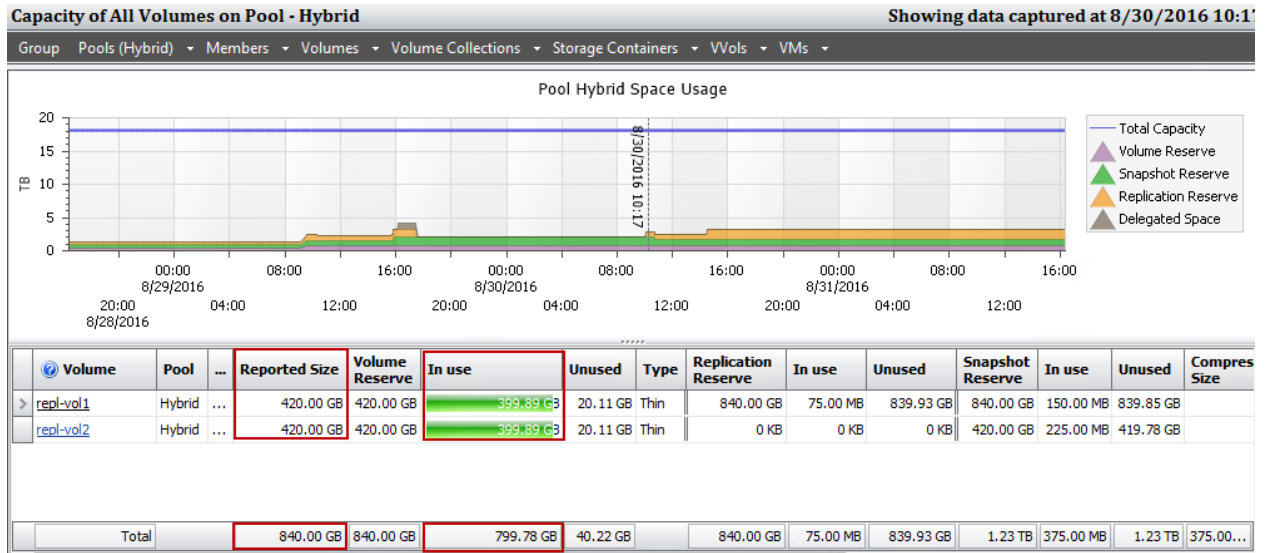 Capacity of All Volumes on Pool - Hybrid Showing data captured at 8/30/2016 10:17
Group Pools (Hybrid) Members Volumes Volume Collections Storage Containers VVols VMs
Pool Hybrid Space Usage
20
15
10
5
0
TB
8/30/2016 10:17
Total Capacity
Volume Reserve
Snapshot Reserve
Replication Reserve
Delegated Space
00:00 08:00 16:00 00:00 08:00 16:00 00:00 08:00 16:00
8/29/2016 8/30/2016 8/31/2016
20:00 04:00 12:00 20:00 04:00 12:00 20:00 04:00 12:00
8/28/2016
Volume Pool ... Reported Size Volume Reserve In use Unused Type Replication Reserve In use Unused Snapshot Reserve In use Unused Compres Size
repl-vol1 Hybrid ... 420.00 GB 420.00 GB 399.89 GB 20.11 GB Thin 840.00 GB 75.00 MB 839.93 GB 840.00 GB 150.00 MB 839.85 GB
repl-vol2 Hybrid ... 420.00 GB 420.00 GB 399.89 GB 20.11 GB Thin 0 KB 0 KB 0 KB 420.00 GB 225.00 MB 419.78 GB
Total 840.00 GB 840.00 GB 799.78 GB 40.22 GB 840.00 GB 75.00 MB 839.93 GB 1.23 TB 375.00 MB 1.23 TB 375.00...